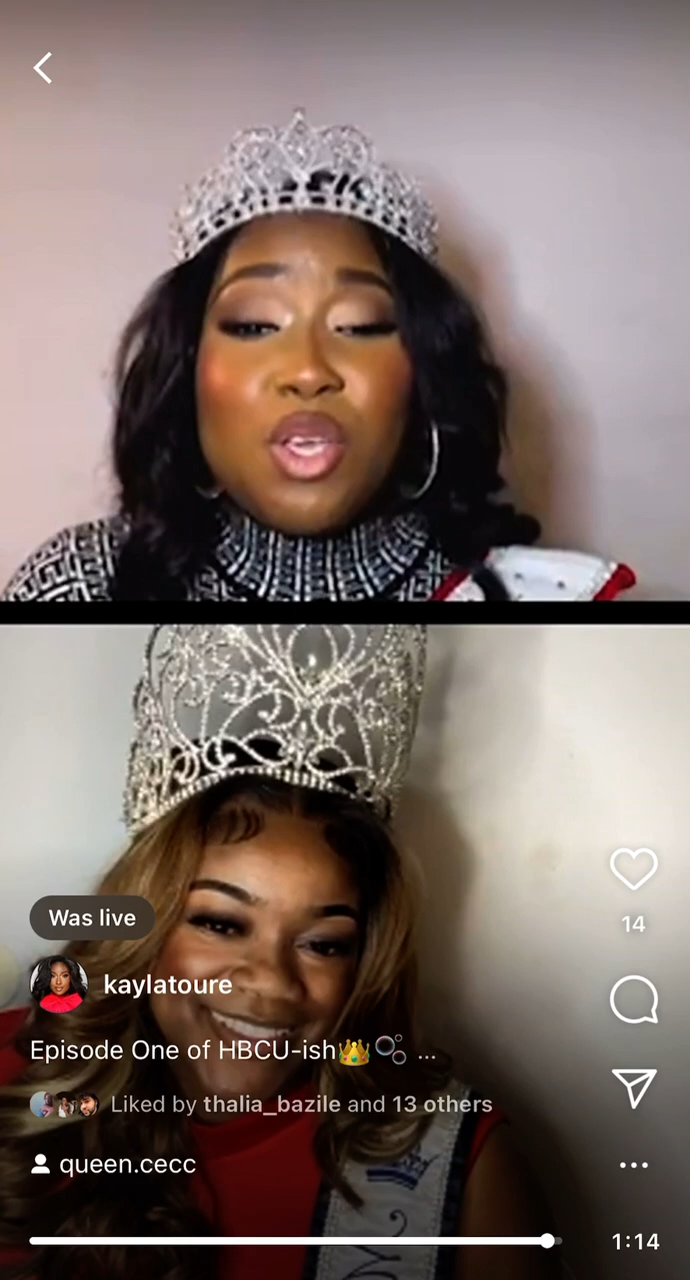 Was live
kaylatoure
Episode One of HBCU-ish👑🫧 ...
Liked by thalia_bazile and 13 others
queen.cecc
14
1:14